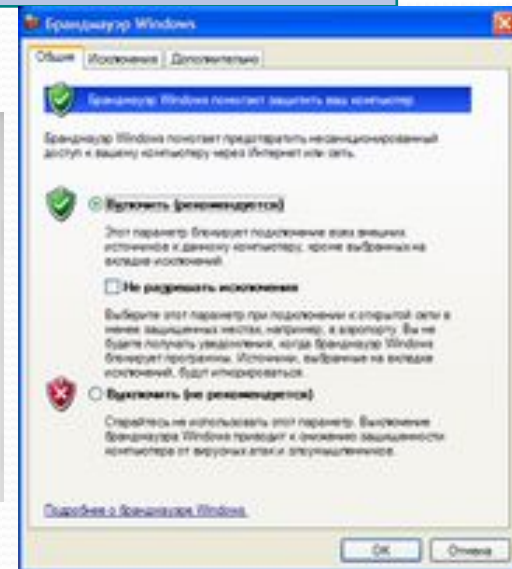 Брандмауэр Windows
Общие Исключения Дополнительно
Брандмауэр Windows помогает защитить ваш компьютер
Брандмауэр Windows помогает предотвратить несанкционированный
доступ к вашему компьютеру через Интернет или сеть.
Включить (рекомендуется)
Этот параметр блокирует подключение всех внешних
источников к данному компьютеру, кроме выбранных на
вкладке исключений.
Не разрешать исключения
Выберите этот параметр при подключении к открытой сети в
менее защищенных местах, например, в аэропорту. Вы не
будете получать уведомления, когда брандмауэр Windows
блокирует программы. Источники, выбранные на вкладке
исключений, будут игнорироваться.
Выключить (не рекомендуется)
Старайтесь не использовать этот параметр. Выключение
брандмауэра Windows приводит к снижению защищенности
компьютера от вирусных атак и злоумышленников.
Подробнее о брандмауэре Windows.
ОК Отмена